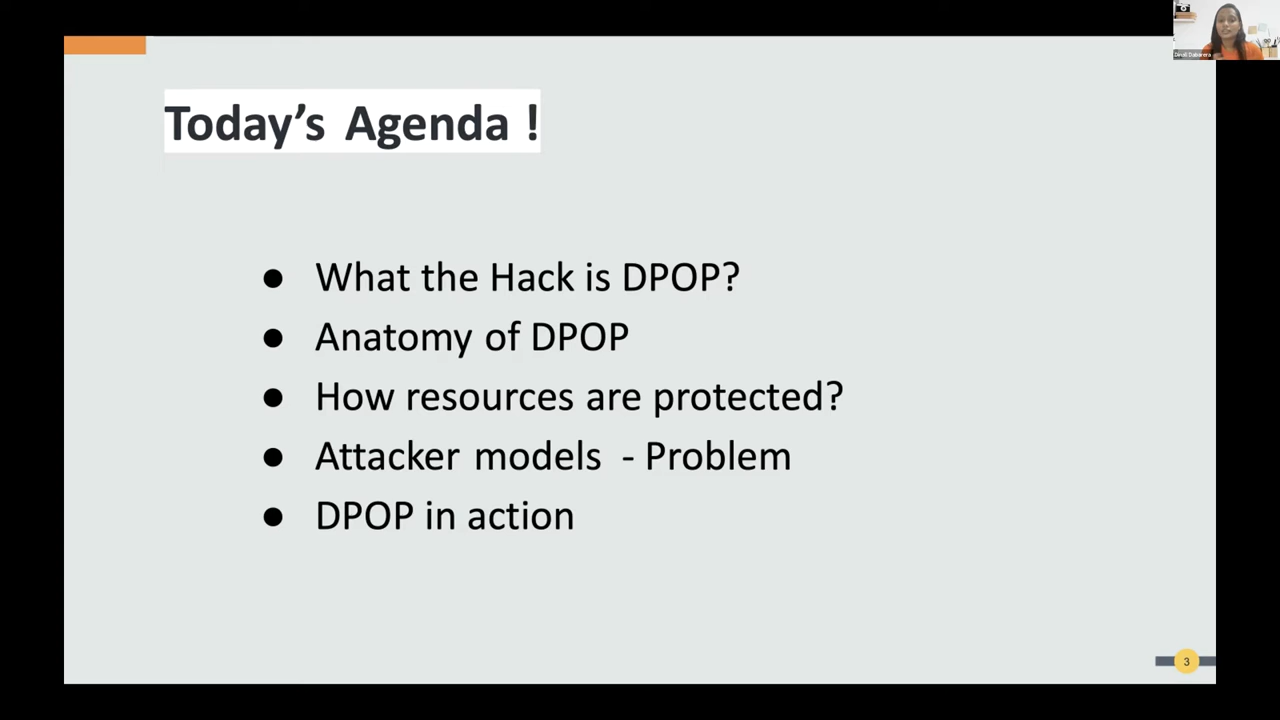 Today's Agenda !
● What the Hack is DPOP?
● Anatomy of DPOP
● How resources are protected?
● Attacker models - Problem
● DPOP in action
3